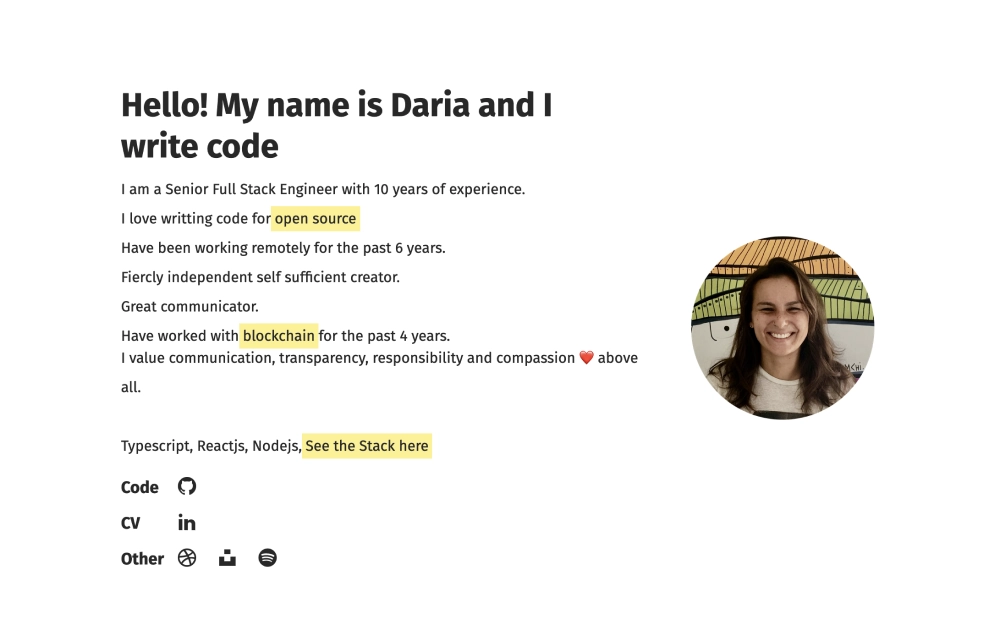 Hello! My name is Daria and I
write code
I am a Senior Full Stack Engineer with 10 years of experience.
I love writting code for open source
Have been working remotely for the past 6 years.
Fiercly independent self sufficient creator.
Great communicator.
Have worked with blockchain for the past 4 years.
I value communication, transparency, responsibility and compassion ❤️ above
all.
Typescript, Reactjs, Nodejs, See the Stack here
Code
CV in
Other